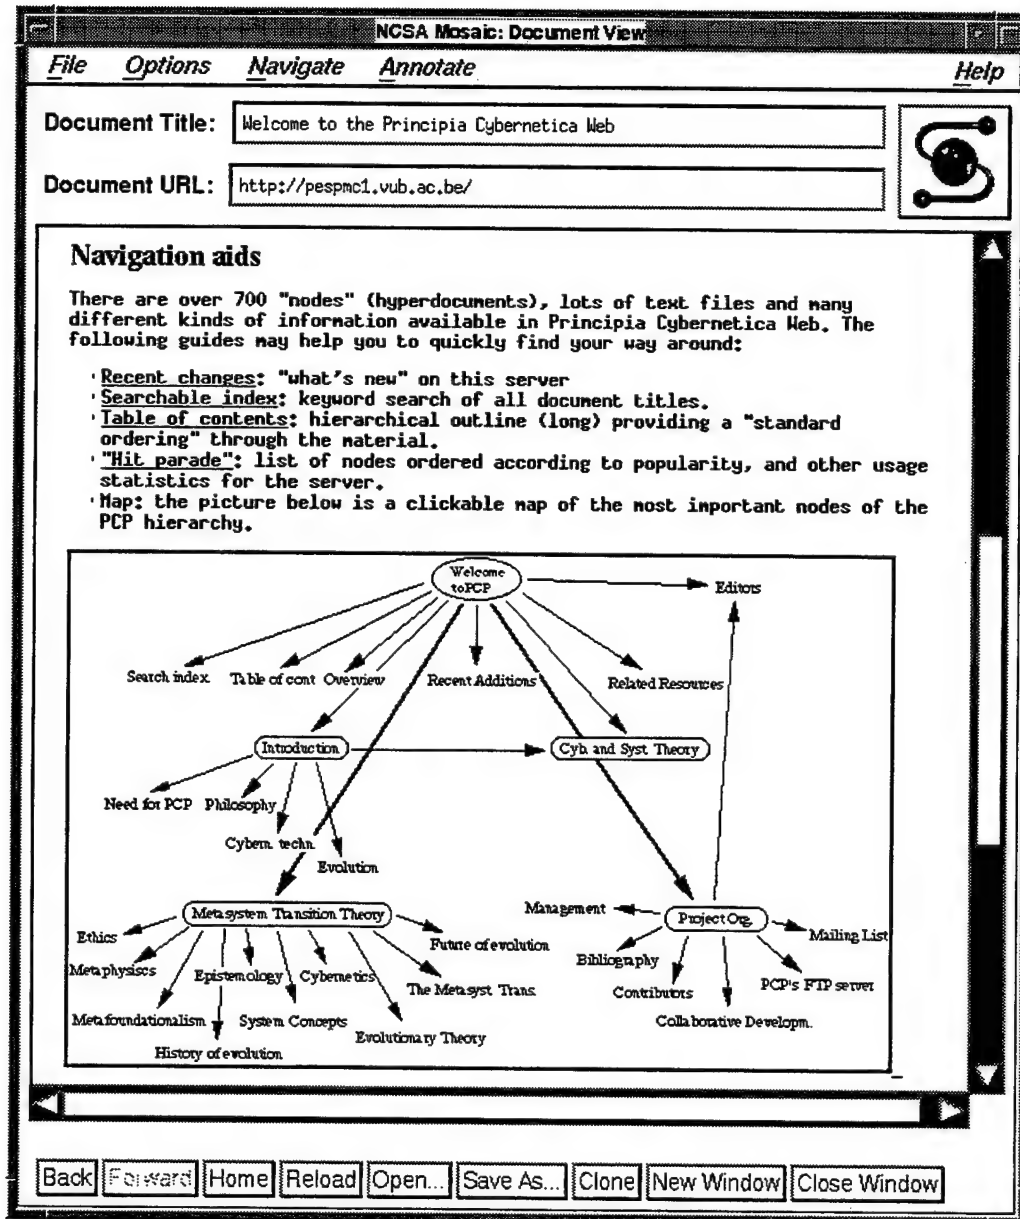 NCSA Mosaic: Document View
File Options Navigate Annotate Help
Document Title: Welcome to the Principia Cybernetica Web
Document URL: http://pespmc1.vub.ac.be/
Navigation aids
There are over 700 "nodes" (hyperdocuments), lots of text files and many
different kinds of information available in Principia Cybernetica Web. The
following guides may help you to quickly find your way around:
Recent changes: "what's new" on this server
Searchable index: keyword search of all document titles.
Table of contents: hierarchical outline (long) providing a "standard
ordering" through the material.
"Hit parade": list of nodes ordered according to popularity, and other usage
statistics for the server.
Map: the picture below is a clickable map of the most important nodes of the
PCP hierarchy.
Welcome
to PCP
Editors
Search index Table of cont Overview Recent Additions Related Resources
Introduction Cyb. and Syst. Theory
Need for PCP Philosophy
Cybern. techn.
Evolution
Metasystem Transition Theory Management Project Org.
Ethics Future of evolution Mailing List
Metaphysiscs Epistemology Cybernetics The Metasyst. Trans. Bibliography PCP's FTP server
Contributors
Metafoundationalism System Concepts Collaborative Developm.
Evolutionary Theory
History of evolution
Back Forward Home Reload Open... Save As... Clone New Window Close Window